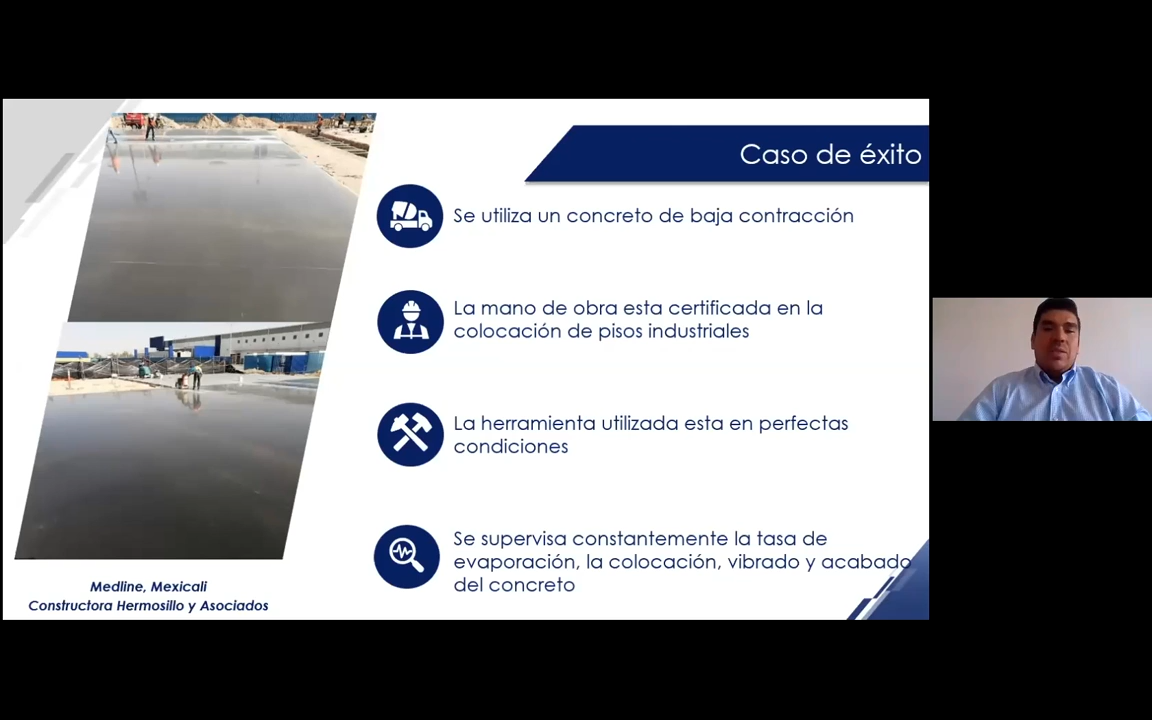 Caso de éxito
Se utiliza un concreto de baja contracción
La mano de obra esta certificada en la
colocación de pisos industriales
La herramienta utilizada esta en perfectas
condiciones
Se supervisa constantemente la tasa de
evaporación, la colocación, vibrado y acabado
del concreto
Medline, Mexicali
Constructora Hermosillo y Asociados